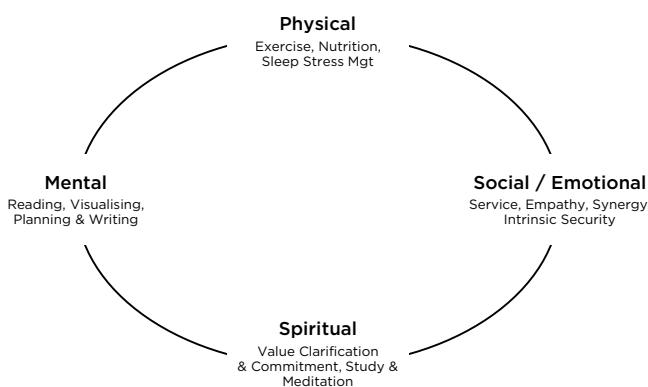 Physical
Exercise, Nutrition,
Sleep Stress Mgt
Mental
Reading, Visualising,
Planning & Writing
Social / Emotional
Service, Empathy, Synergy
Intrinsic Security
Spiritual
Value Clarification
& Commitment, Study &
Meditation